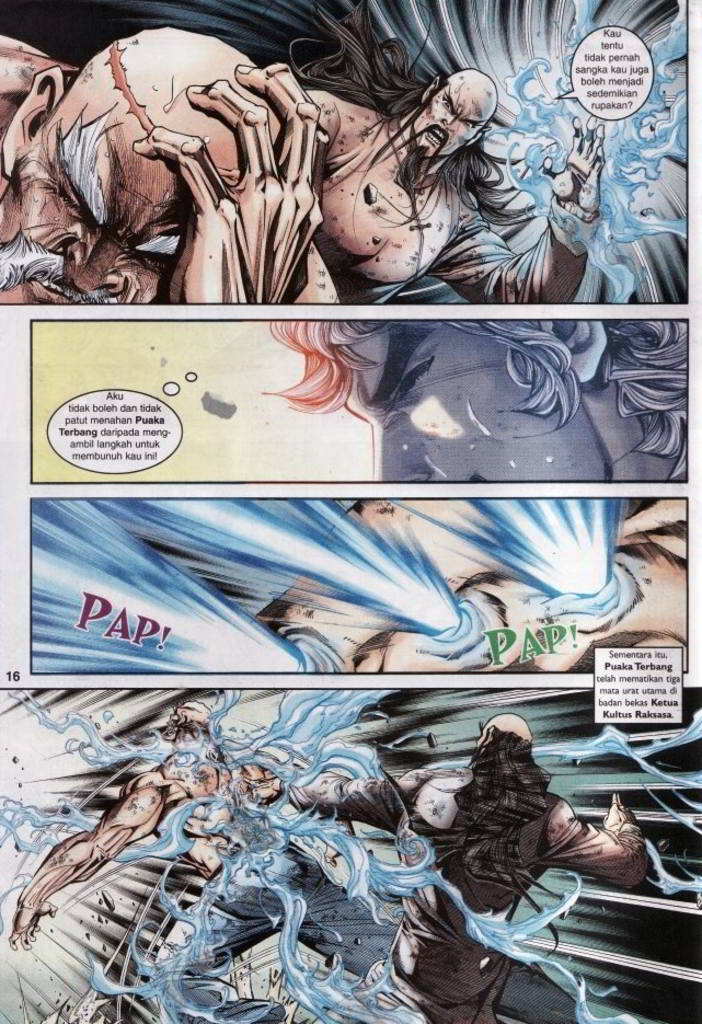 Kau
tentu
tidak pernah
sangka kau juga
boleh menjadi
sedemikian
rupakan?
Aku
tidak boleh dan tidak
patut menahan Puaka
Terbang daripada meng-
ambil langkah untuk
membunuh kau ini!
PAP!
PAP!
Sementara itu,
Puaka Terbang
telah mematikan tiga
mata urat utama di
badan bekas Ketua
Kultus Raksasa.
16